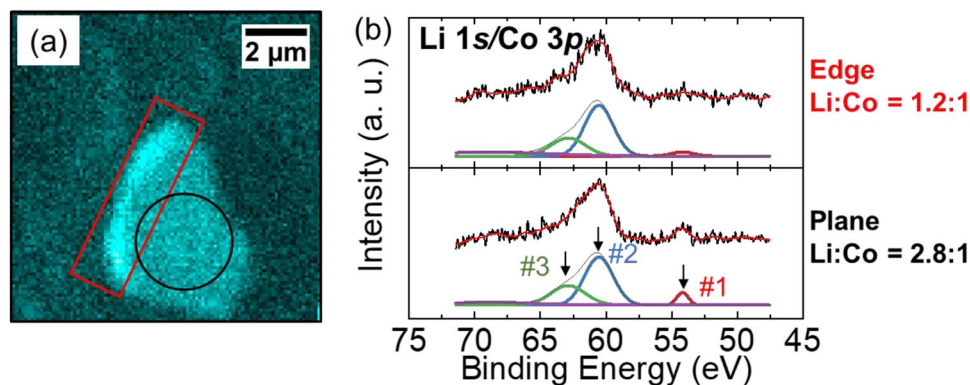 (a)
2 µm
(b)
Li 1s/Co 3p
Edge
Li:Co = 1.2:1
Plane
Li:Co = 2.8:1
#3
#2
#1
Intensity (a. u.)
75 70 65 60 55 50 45
Binding Energy (eV)